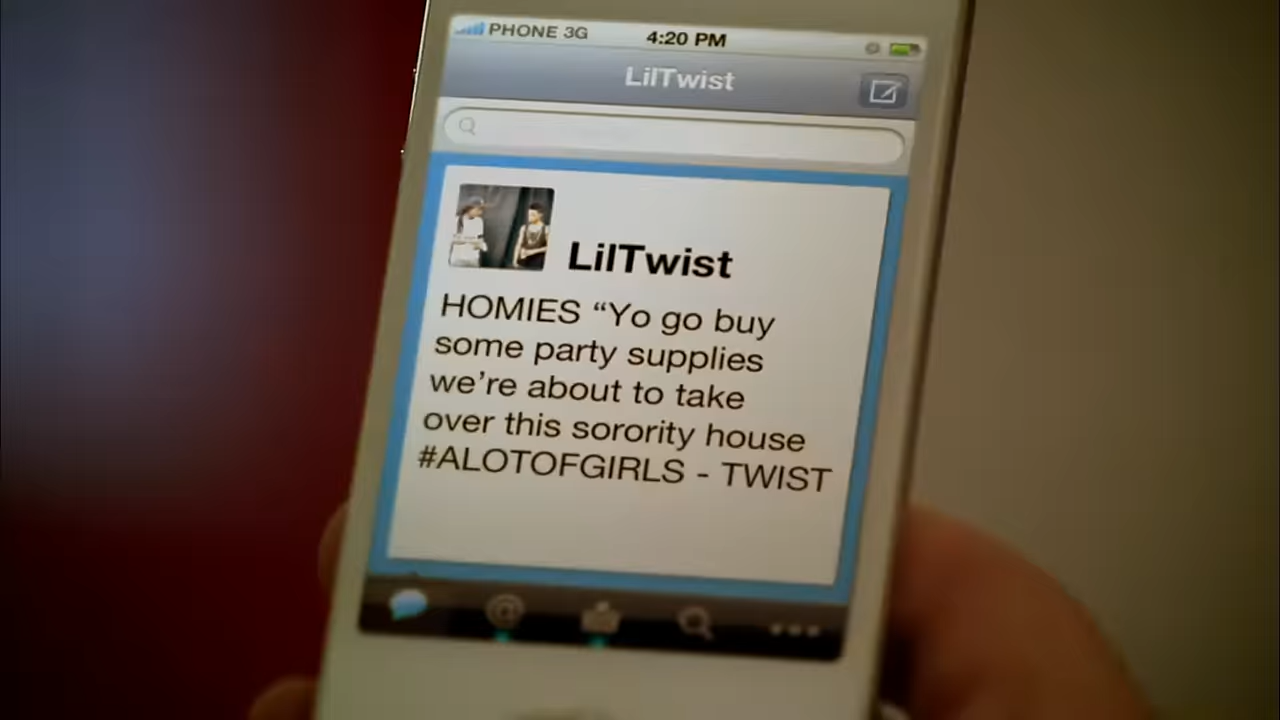 PHONE 3G 4:20 PM
LilTwist
LilTwist
HOMIES “Yo go buy
some party supplies
we’re about to take
over this sorority house
#ALOTOFGIRLS - TWIST